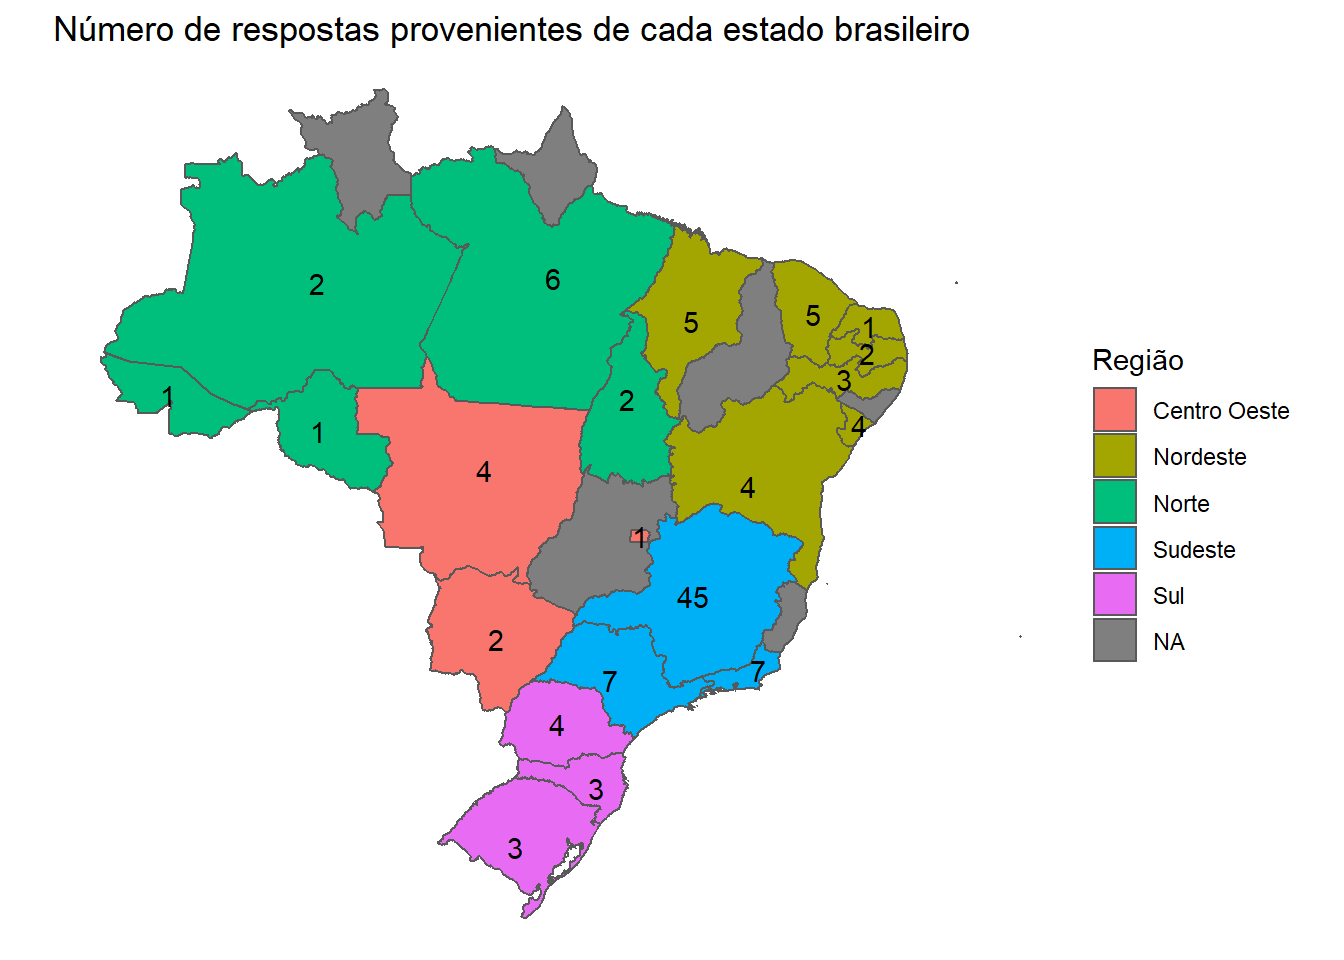 Número de respostas provenientes de cada estado brasileiro
2
6
5
5
1
2
3
1
2
4
1
4
4
1
45
2
7
7
4
3
3
Região
Centro Oeste
Nordeste
Norte
Sudeste
Sul
NA